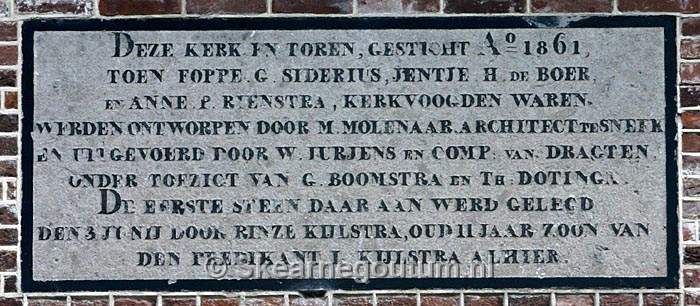 DEZE KERK EN TOREN, GESTICHT Aº 1861,
TOEN FOPPE. G. SIDERIUS, JENTJE H. DE BOER,
EN ANNE P. RIENSTRA, KERKVOOGDEN WAREN.
WERDEN ONTWORPEN DOOR M. MOLENAAR. ARCHITECT TE SNEEK
EN UITGEVOERD DOOR W. JURJENS EN COMP. VAN DRAGTEN,
ONDER TOEZIGT VAN G. BOOMSTRA EN TH. DOTINGA.
DE EERSTE STEEN DAAR AAN WERD GELEGD
DEN 3 JUNIJ DOOR RINZE KIJLSTRA, OUD 11 JAAR ZOON VAN
DEN PREDIKANT KIJLSTRA ALHIER.
© Skearnegoutum.nl